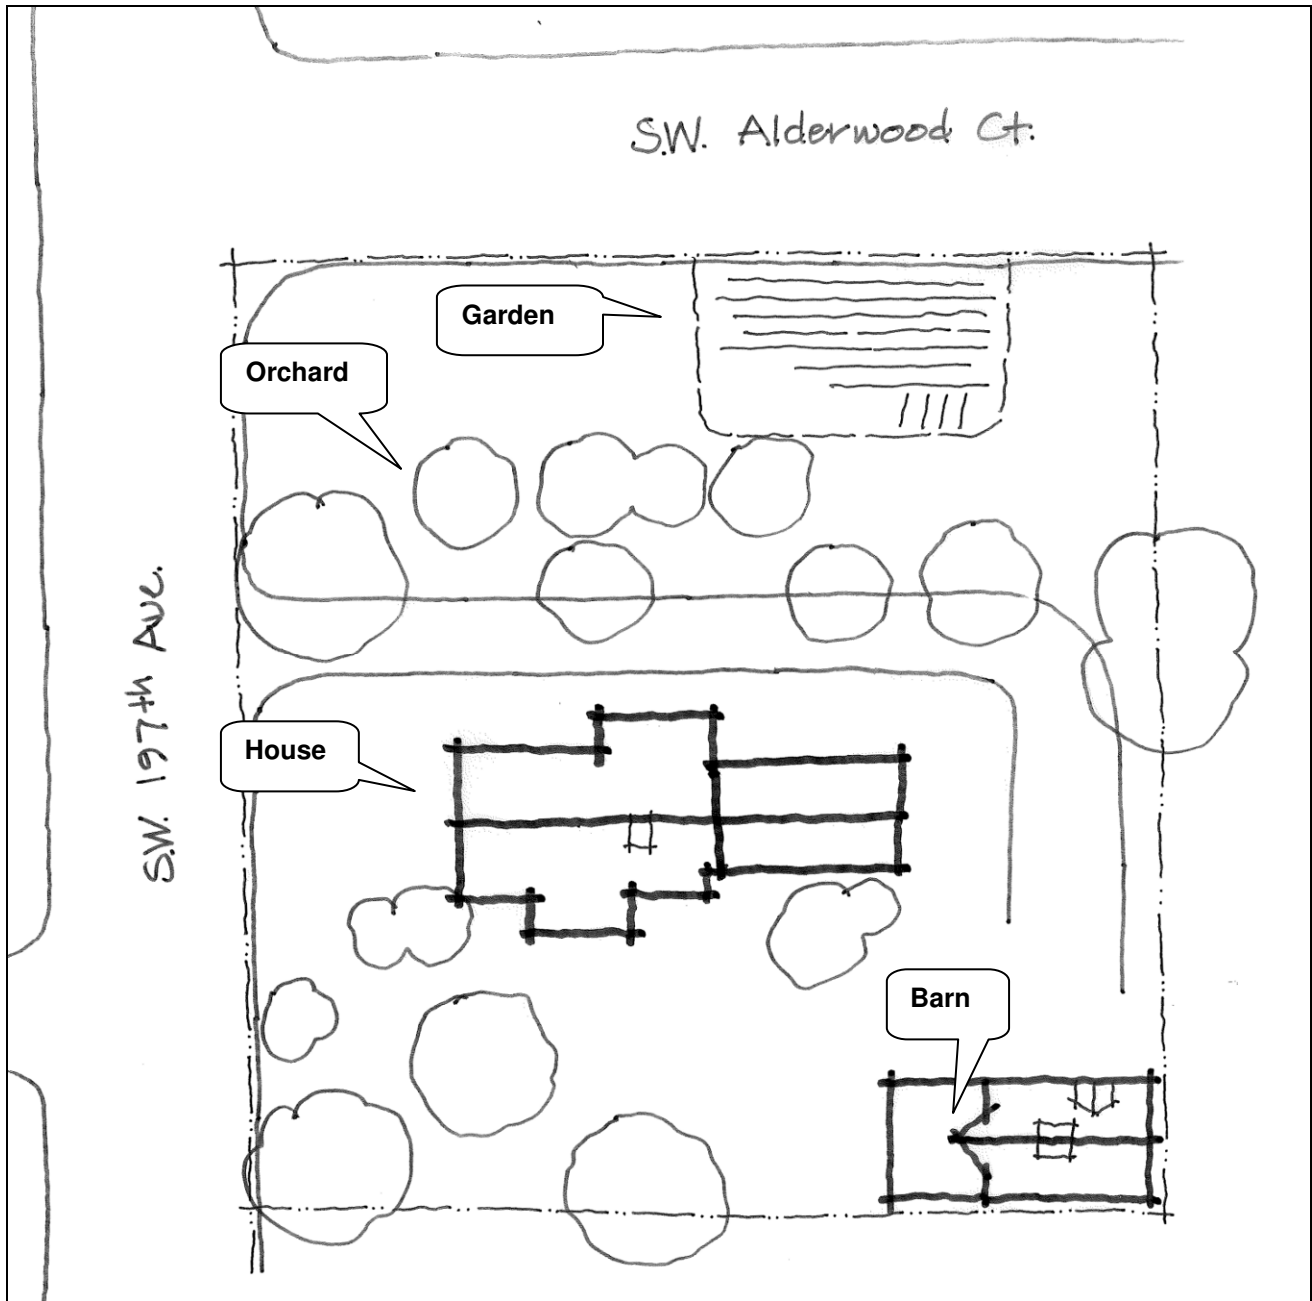 S.W. Alderwood Ct.
Garden
Orchard
S.W. 197th Ave.
House
Barn